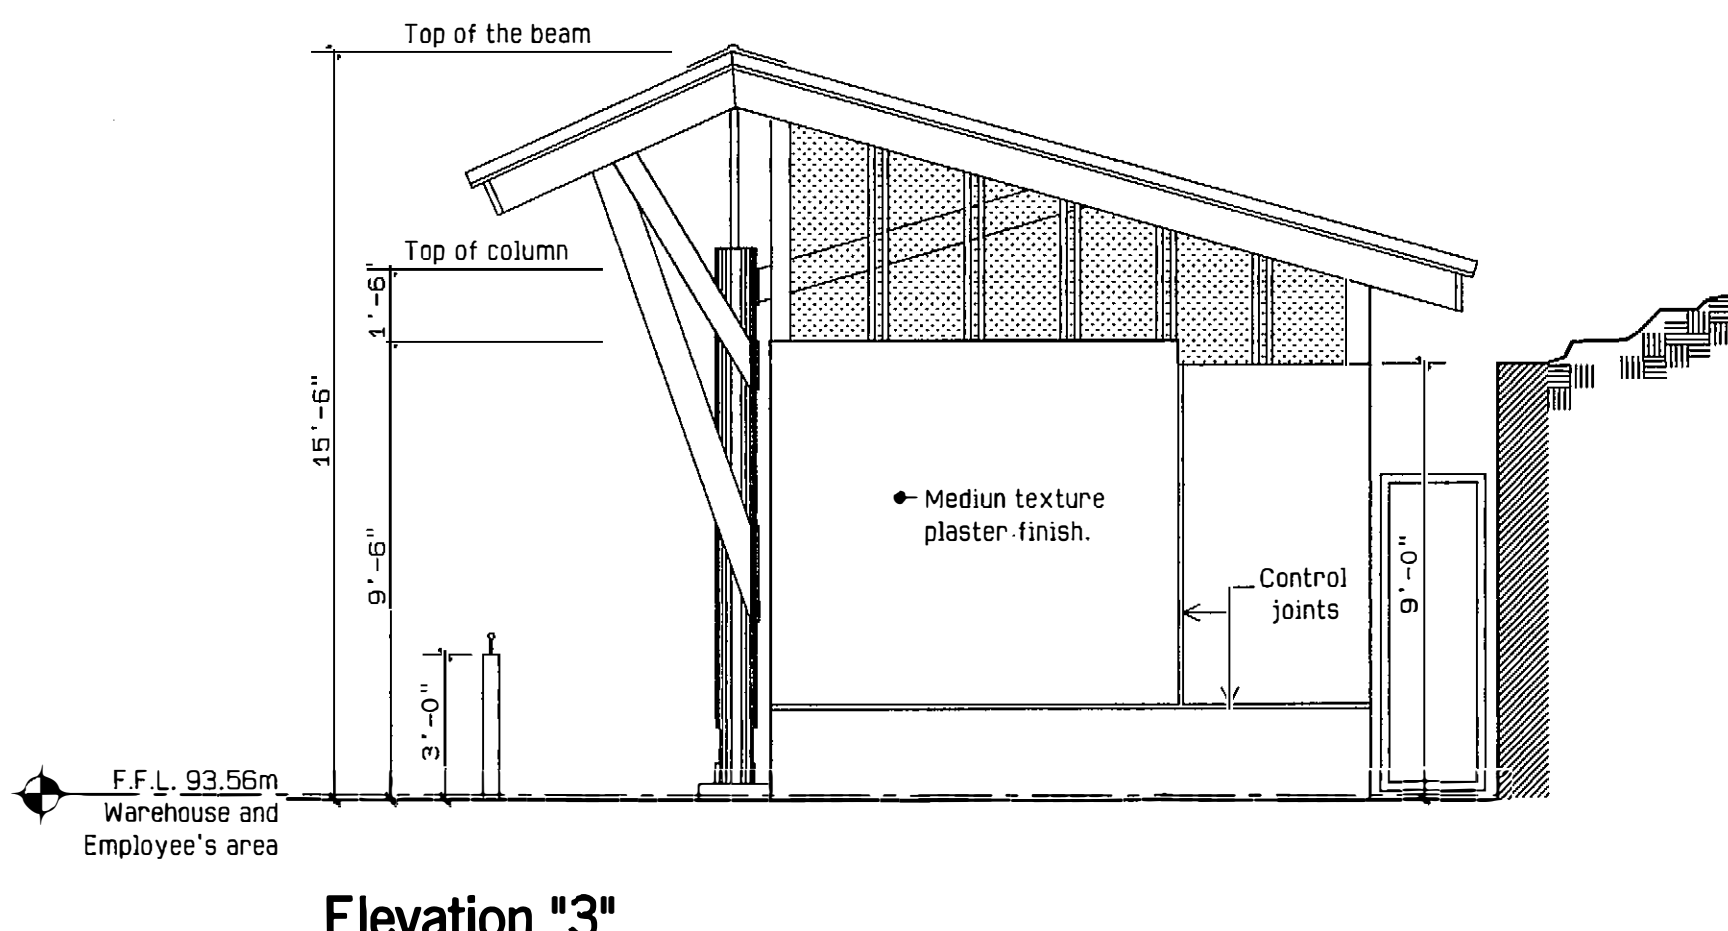 Top of the beam
Top of column
1'-6"
15'-6"
9'-6"
Mediun texture
plaster finish.
Control
joints
9'-0"
3'-0"
F.F.L. 93.56m
Warehouse and
Employee's area
Elevation "3"